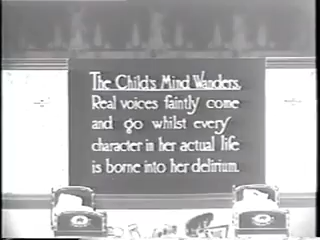 The Child's Mind Wanders.
Real voices faintly come
and go whilst every
character in her actual life
is borne into her delirium.